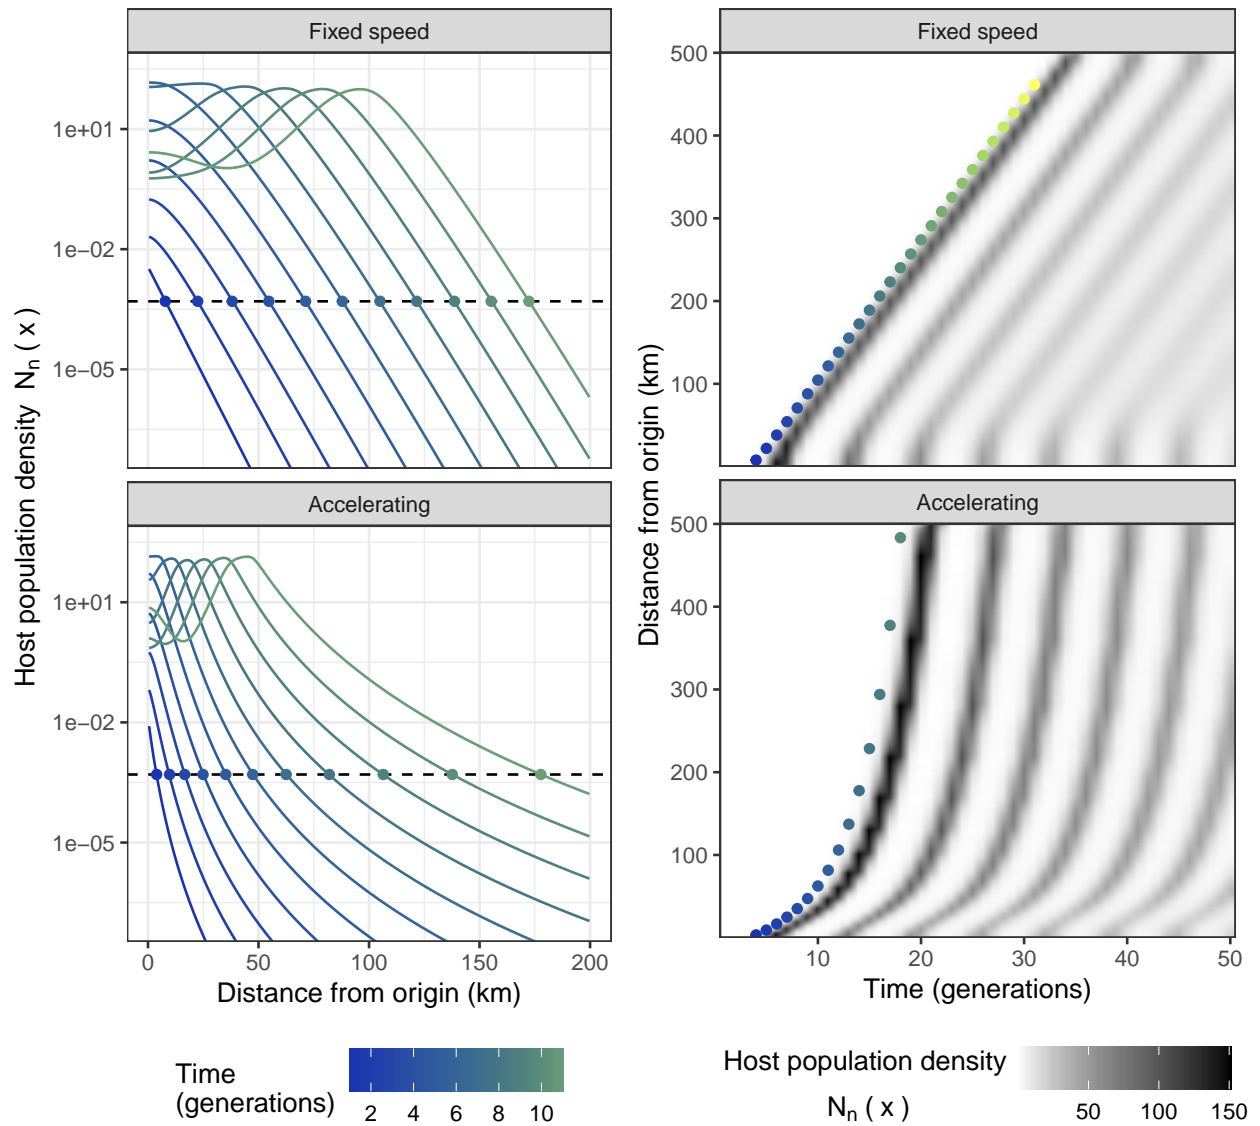 Fixed speed
1e+01
1e−02
1e−05
Accelerating
1e+01
1e−02
1e−05
0 50 100 150 200
Distance from origin (km)
Host population density N_n ( x )
Time
(generations)
2 4 6 8 10
Fixed speed
500
400
300
200
100
Accelerating
500
400
300
200
100
10 20 30 40 50
Time (generations)
Distance from origin (km)
Host population density
N_n ( x )
50 100 150